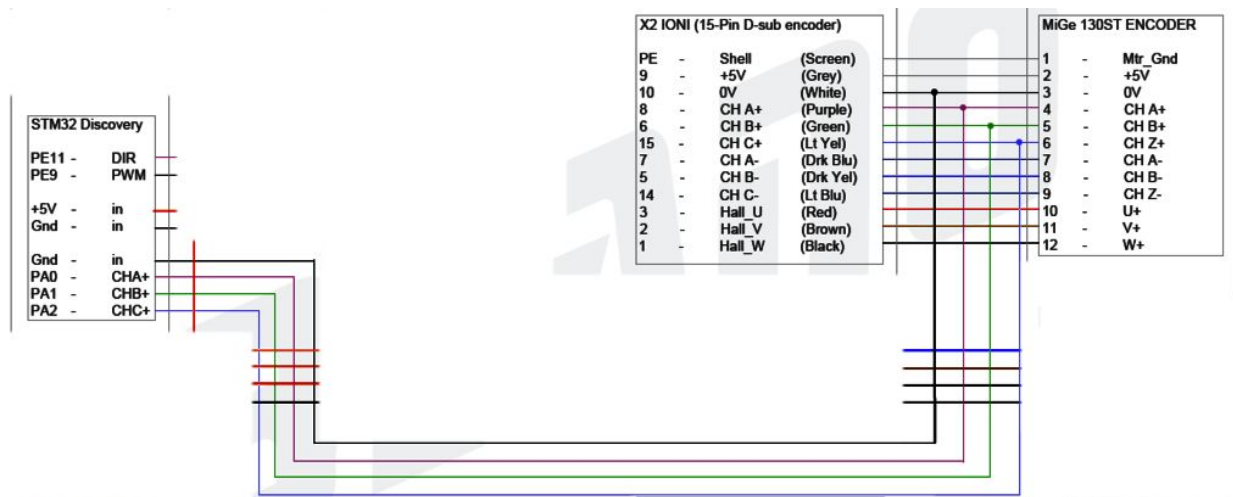 X2 IONI (15-Pin D-sub encoder)
PE - Shell (Screen)
9 - +5V (Grey)
10 - 0V (White)
8 - CH A+ (Purple)
6 - CH B+ (Green)
15 - CH C+ (Lt Yel)
7 - CH A- (Drk Blu)
5 - CH B- (Drk Yel)
14 - CH C- (Lt Blu)
3 - Hall_U (Red)
2 - Hall_V (Brown)
1 - Hall_W (Black)
MiGe 130ST ENCODER
1 - Mtr_Gnd
2 - +5V
3 - 0V
4 - CH A+
5 - CH B+
6 - CH Z+
7 - CH A-
8 - CH B-
9 - CH Z-
10 - U+
11 - V+
12 - W+
STM32 Discovery
PE11 - DIR
PE9 - PWM
+5V - in
Gnd - in
Gnd - in
PA0 - CHA+
PA1 - CHB+
PA2 - CHC+